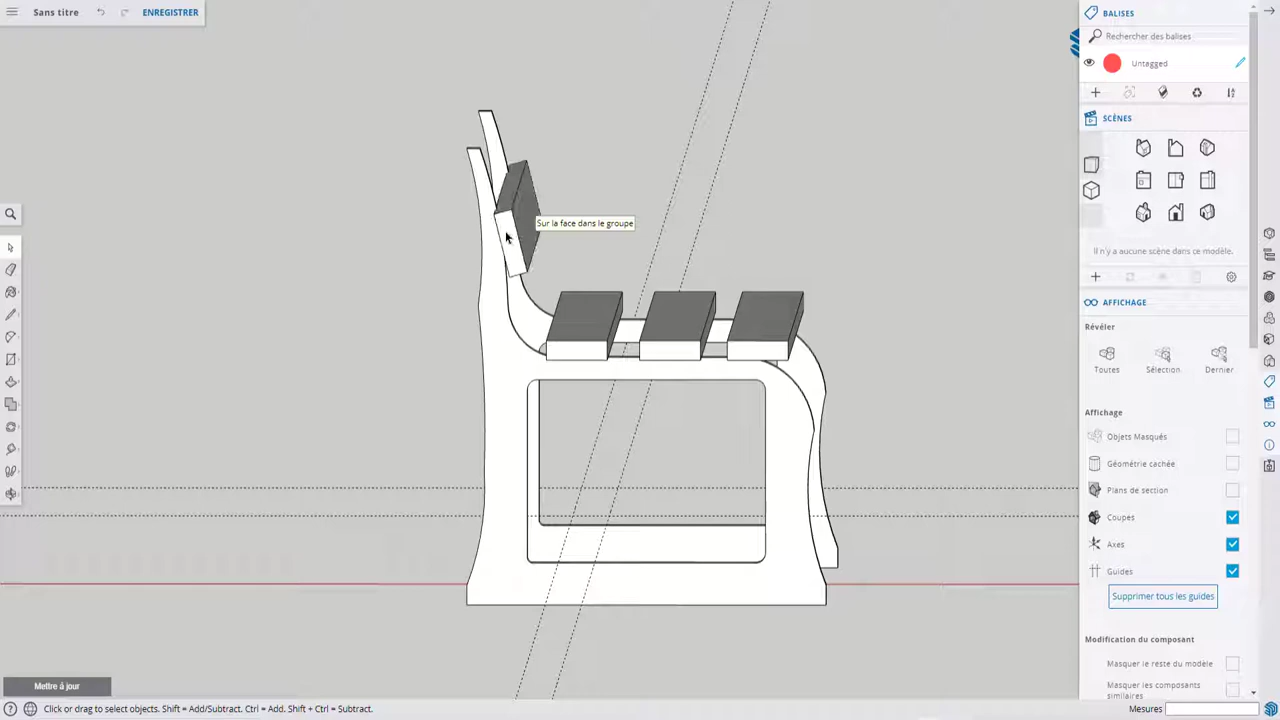 Sans titre
ENREGISTRER
Sur la face dans le groupe
BALISES
Rechercher des balises
Untagged
SCÈNES
Il n'y a aucune scène dans ce modèle.
AFFICHAGE
Révéler
Toutes
Sélection
Dernier
Affichage
Objets Masqués
Géométrie cachée
Plans de section
Coupes
Axes
Guides
Supprimer tous les guides
Modification du composant
Masquer le reste du modèle
Masquer les composants
similaires
Mettre à jour
Click or drag to select objects. Shift = Add/Subtract. Ctrl = Add. Shift + Ctrl = Subtract.
Mesures